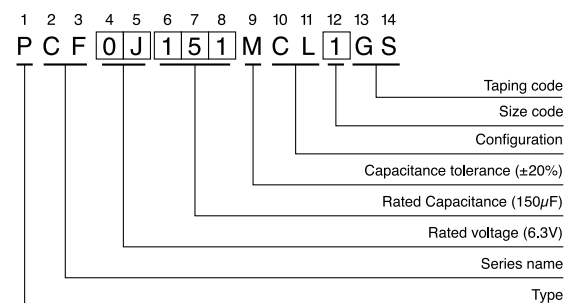 1 2 3 4 5 6 7 8 9 10 11 12 13 14
P C F 0 J 1 5 1 M C L 1 G S
Taping code
Size code
Configuration
Capacitance tolerance (±20%)
Rated Capacitance (150µF)
Rated voltage (6.3V)
Series name
Type